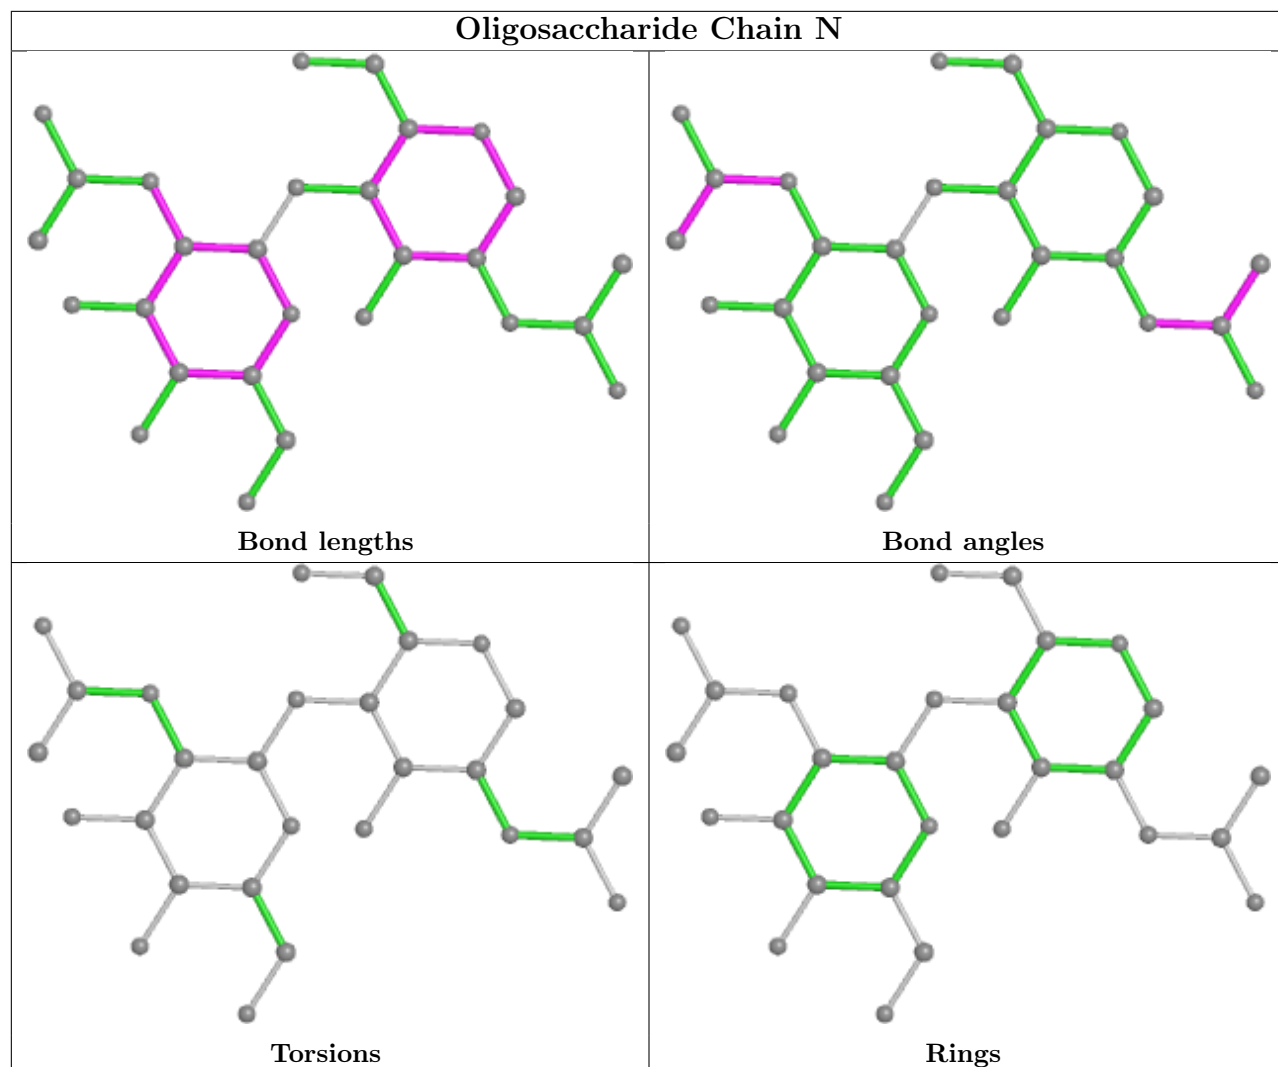 Oligosaccharide Chain N
Bond lengths
Bond angles
Torsions
Rings